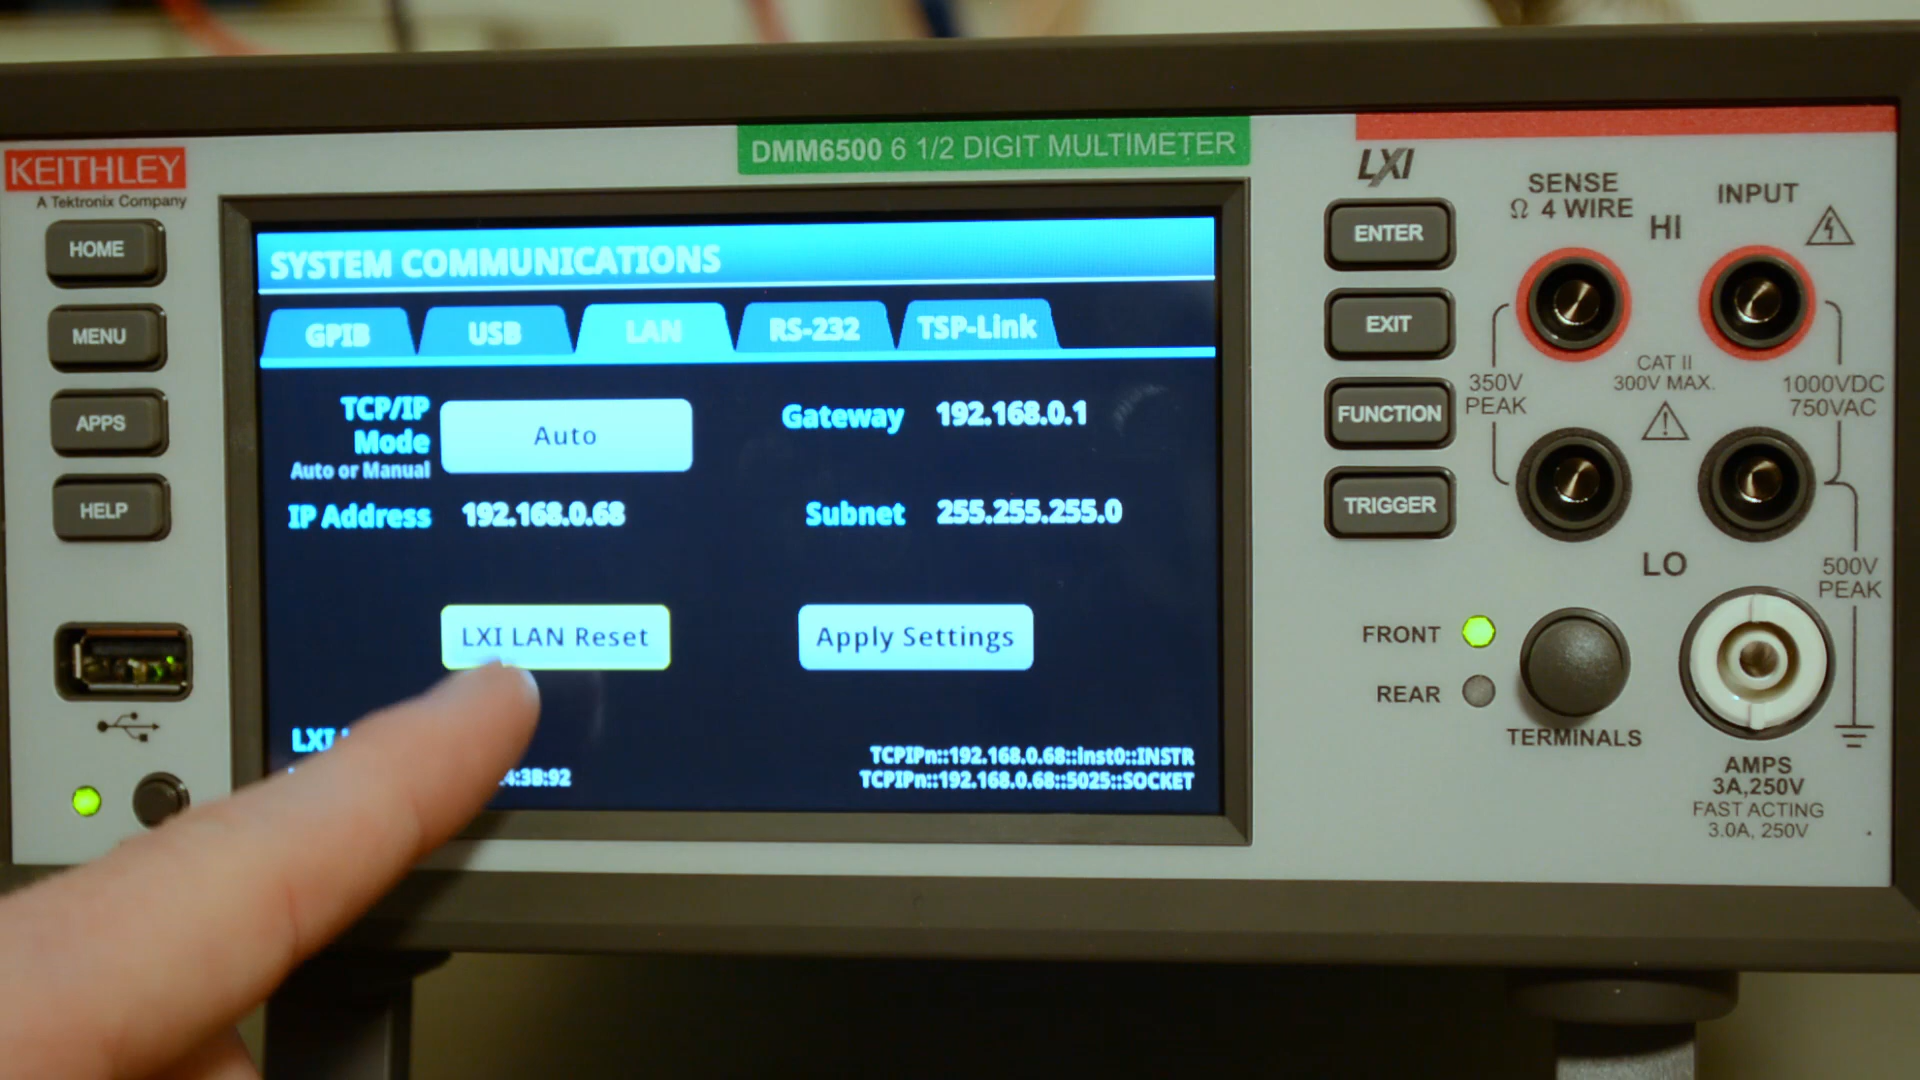 KEITHLEY
A Tektronix Company
DMM6500 6 1/2 DIGIT MULTIMETER
LXI
HOME
MENU
APPS
HELP
SYSTEM COMMUNICATIONS
GPIB
USB
LAN
RS-232
TSP-Link
TCP/IP
Mode
Auto or Manual
Auto
Gateway 192.168.0.1
IP Address 192.168.0.68
Subnet 255.255.255.0
LXI LAN Reset
Apply Settings
LXI
4:3B:92
TCPIPn::192.168.0.68::inst0::INSTR
TCPIPn::192.168.0.68::5025::SOCKET
ENTER
EXIT
FUNCTION
TRIGGER
SENSE
Ω 4 WIRE
INPUT
HI
350V
PEAK
CAT II
300V MAX.
1000VDC
750VAC
LO
500V
PEAK
FRONT
REAR
TERMINALS
AMPS
3A,250V
FAST ACTING
3.0A, 250V